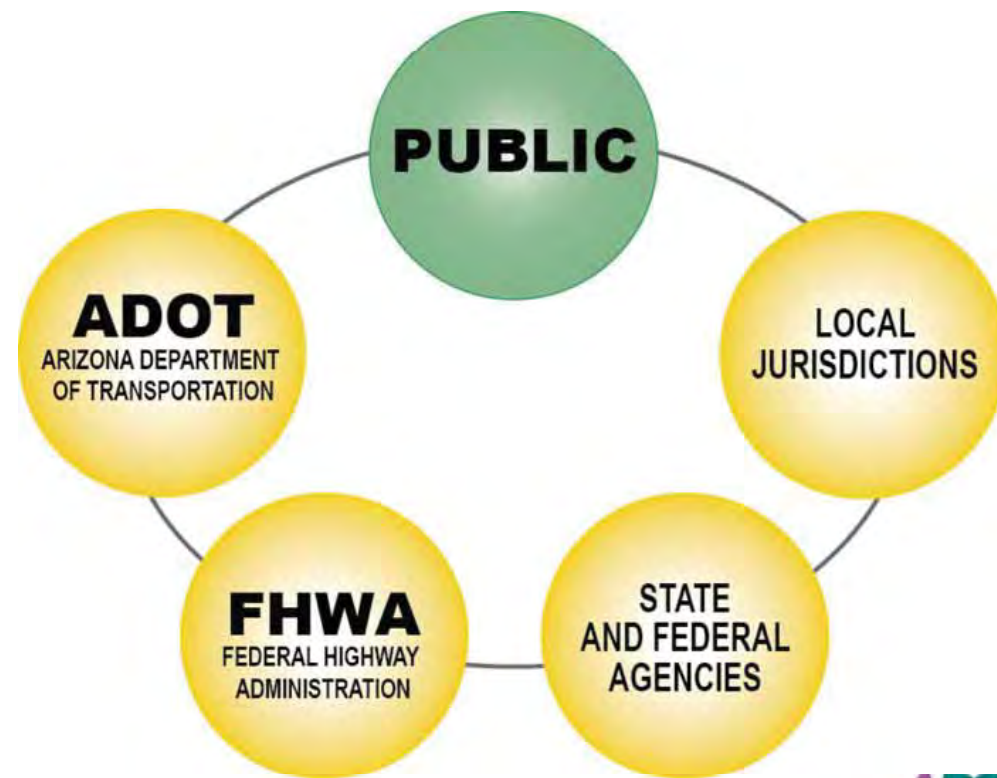 PUBLIC
ADOT
ARIZONA DEPARTMENT
OF TRANSPORTATION
LOCAL
JURISDICTIONS
FHWA
FEDERAL HIGHWAY
ADMINISTRATION
STATE
AND FEDERAL
AGENCIES